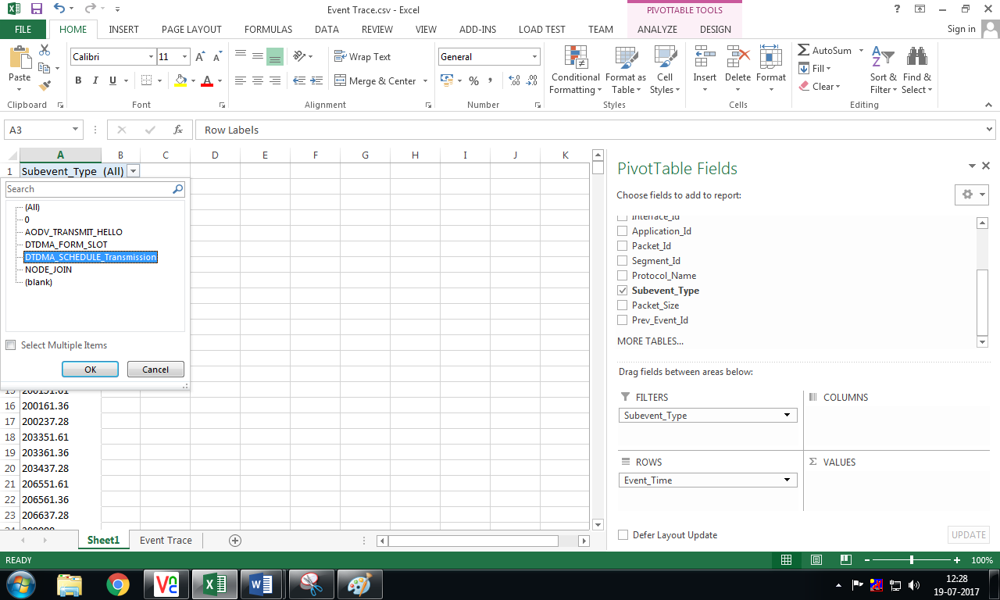 Event Trace.csv - Excel
PIVOTTABLE TOOLS
FILE HOME INSERT PAGE LAYOUT FORMULAS DATA REVIEW VIEW ADD-INS LOAD TEST TEAM ANALYZE DESIGN Sign in
Calibri 11 Wrap Text General AutoSum
Paste B I U Merge & Center % Conditional Formatting Format as Table Cell Styles Insert Delete Format Fill Clear Sort & Filter Find & Select
Clipboard Font Alignment Number Styles Cells Editing
A3 fx Row Labels
A B C D E F G H I J K
1 Subevent_Type (All)
Search
(All)
0
AODV_TRANSMIT_HELLO
DTDMA_FORM_SLOT
DTDMA_SCHEDULE_Transmission
NODE_JOIN
(blank)
Select Multiple Items
OK Cancel
15 200151.61
16 200161.36
17 200237.28
18 203351.61
19 203361.36
20 203437.28
21 206551.61
22 206561.36
23 206637.28
PivotTable Fields
Choose fields to add to report:
Interface_Id
Application_Id
Packet_Id
Segment_Id
Protocol_Name
Subevent_Type
Packet_Size
Prev_Event_Id
MORE TABLES...
Drag fields between areas below:
FILTERS COLUMNS
Subevent_Type
ROWS Σ VALUES
Event_Time
Defer Layout Update UPDATE
Sheet1 Event Trace
READY 100%
12:28
19-07-2017